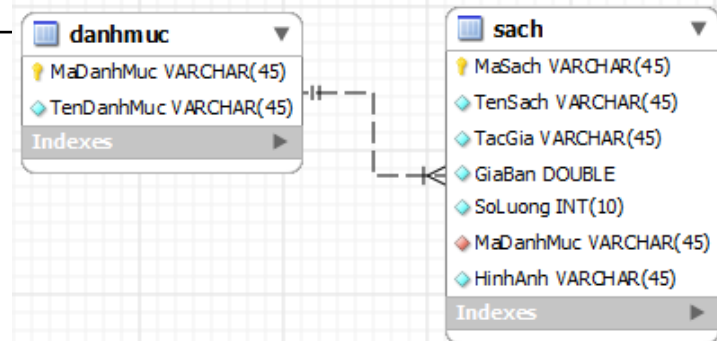 danhmuc
MaDanhMuc VARCHAR(45)
TenDanhMuc VARCHAR(45)
Indexes
sach
MaSach VARCHAR(45)
TenSach VARCHAR(45)
TacGia VARCHAR(45)
GiaBan DOUBLE
SoLuong INT(10)
MaDanhMuc VARCHAR(45)
HinhAnh VARCHAR(45)
Indexes